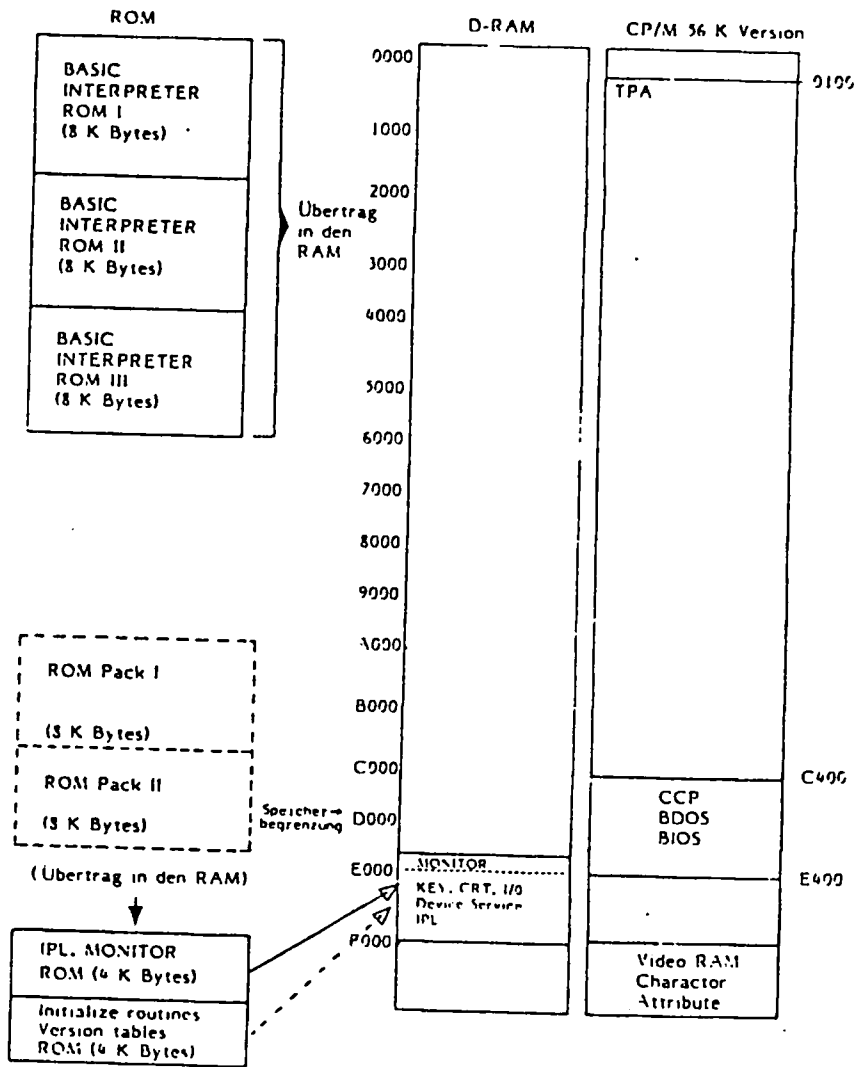 ROM
BASIC
INTERPRETER
ROM I
(8 K Bytes)
BASIC
INTERPRETER
ROM II
(8 K Bytes)
BASIC
INTERPRETER
ROM III
(8 K Bytes)
Übertrag
in den
RAM
ROM Pack I
(8 K Bytes)
ROM Pack II
(8 K Bytes)
(Übertrag in den RAM)
IPL. MONITOR
ROM (4 K Bytes)
Initialize routines
Version tables
ROM (4 K Bytes)
Speicher→
begrenzung
D-RAM
0000
1000
2000
3000
4000
5000
6000
7000
8000
9000
A000
B000
C000
D000
E000
F000
MONITOR
KEY. CRT. I/0
Device Service
IPL
CP/M 56 K Version
0100
TPA
C400
CCP
BDOS
BIOS
E400
Video RAM
Charactor
Attribute